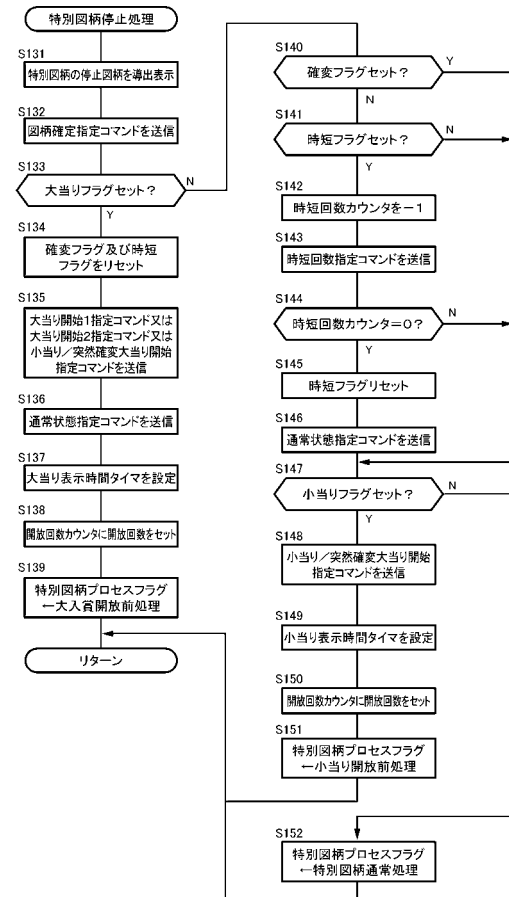 特別図柄停止処理
S131
特別図柄の停止図柄を導出表示
S132
図柄確定指定コマンドを送信
S133
大当りフラグセット？
N
Y
S134
確変フラグ及び時短
フラグをリセット
S135
大当り開始1指定コマンド又は
大当り開始2指定コマンド又は
小当り／突然確変大当り開始
指定コマンドを送信
S136
通常状態指定コマンドを送信
S137
大当り表示時間タイマを設定
S138
開放回数カウンタに開放回数をセット
S139
特別図柄プロセスフラグ
←大入賞開放前処理
リターン
S140
確変フラグセット？
Y
N
S141
時短フラグセット？
N
Y
S142
時短回数カウンタを－1
S143
時短回数指定コマンドを送信
S144
時短回数カウンタ＝0？
N
Y
S145
時短フラグリセット
S146
通常状態指定コマンドを送信
S147
小当りフラグセット？
N
Y
S148
小当り／突然確変大当り開始
指定コマンドを送信
S149
小当り表示時間タイマを設定
S150
開放回数カウンタに開放回数をセット
S151
特別図柄プロセスフラグ
←小当り開放前処理
S152
特別図柄プロセスフラグ
←特別図柄通常処理